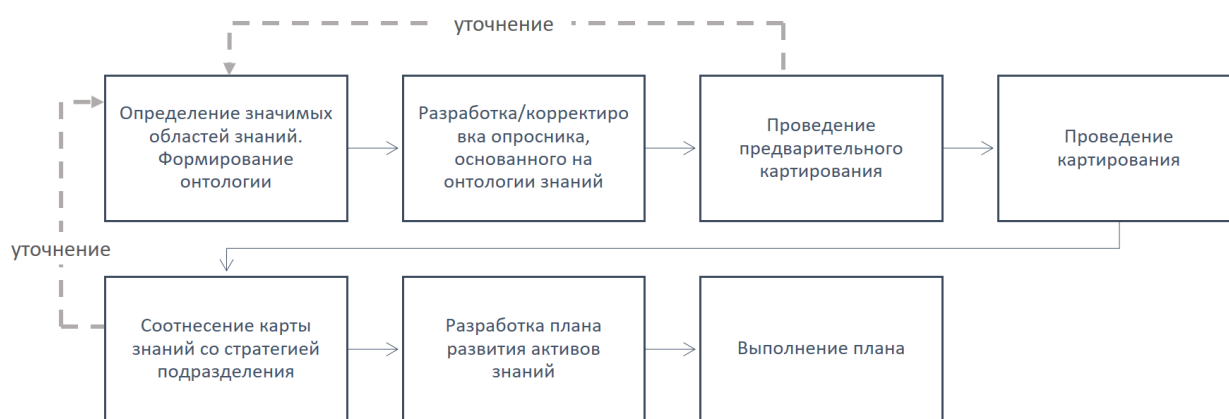 уточнение
Определение значимых
областей знаний.
Формирование
онтологии
Разработка/корректиро
вка опросника,
основанного на
онтологии знаний
Проведение
предварительного
картирования
Проведение
картирования
уточнение
Соотнесение карты
знаний со стратегией
подразделения
Разработка плана
развития активов
знаний
Выполнение плана